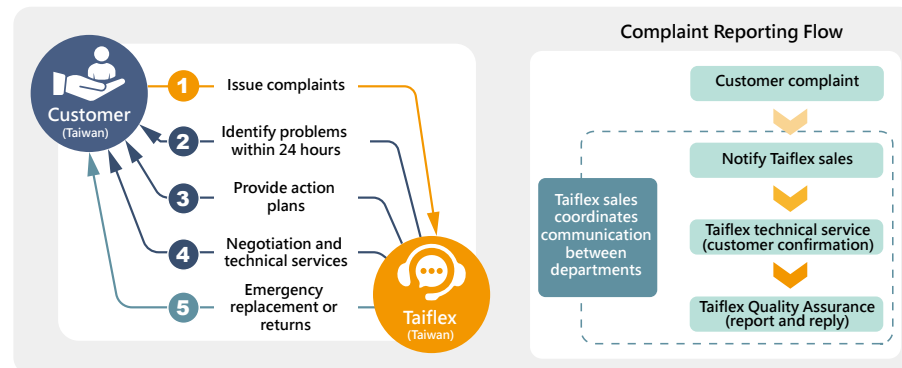 Customer
(Taiwan)
1
Issue complaints
2
Identify problems
within 24 hours
3
Provide action
plans
4
Negotiation and
technical services
5
Emergency
replacement or
returns
Taiflex
(Taiwan)
Complaint Reporting Flow
Customer complaint
Notify Taiflex sales
Taiflex sales
coordinates
communication
between
departments
Taiflex technical service
(customer confirmation)
Taiflex Quality Assurance
(report and reply)